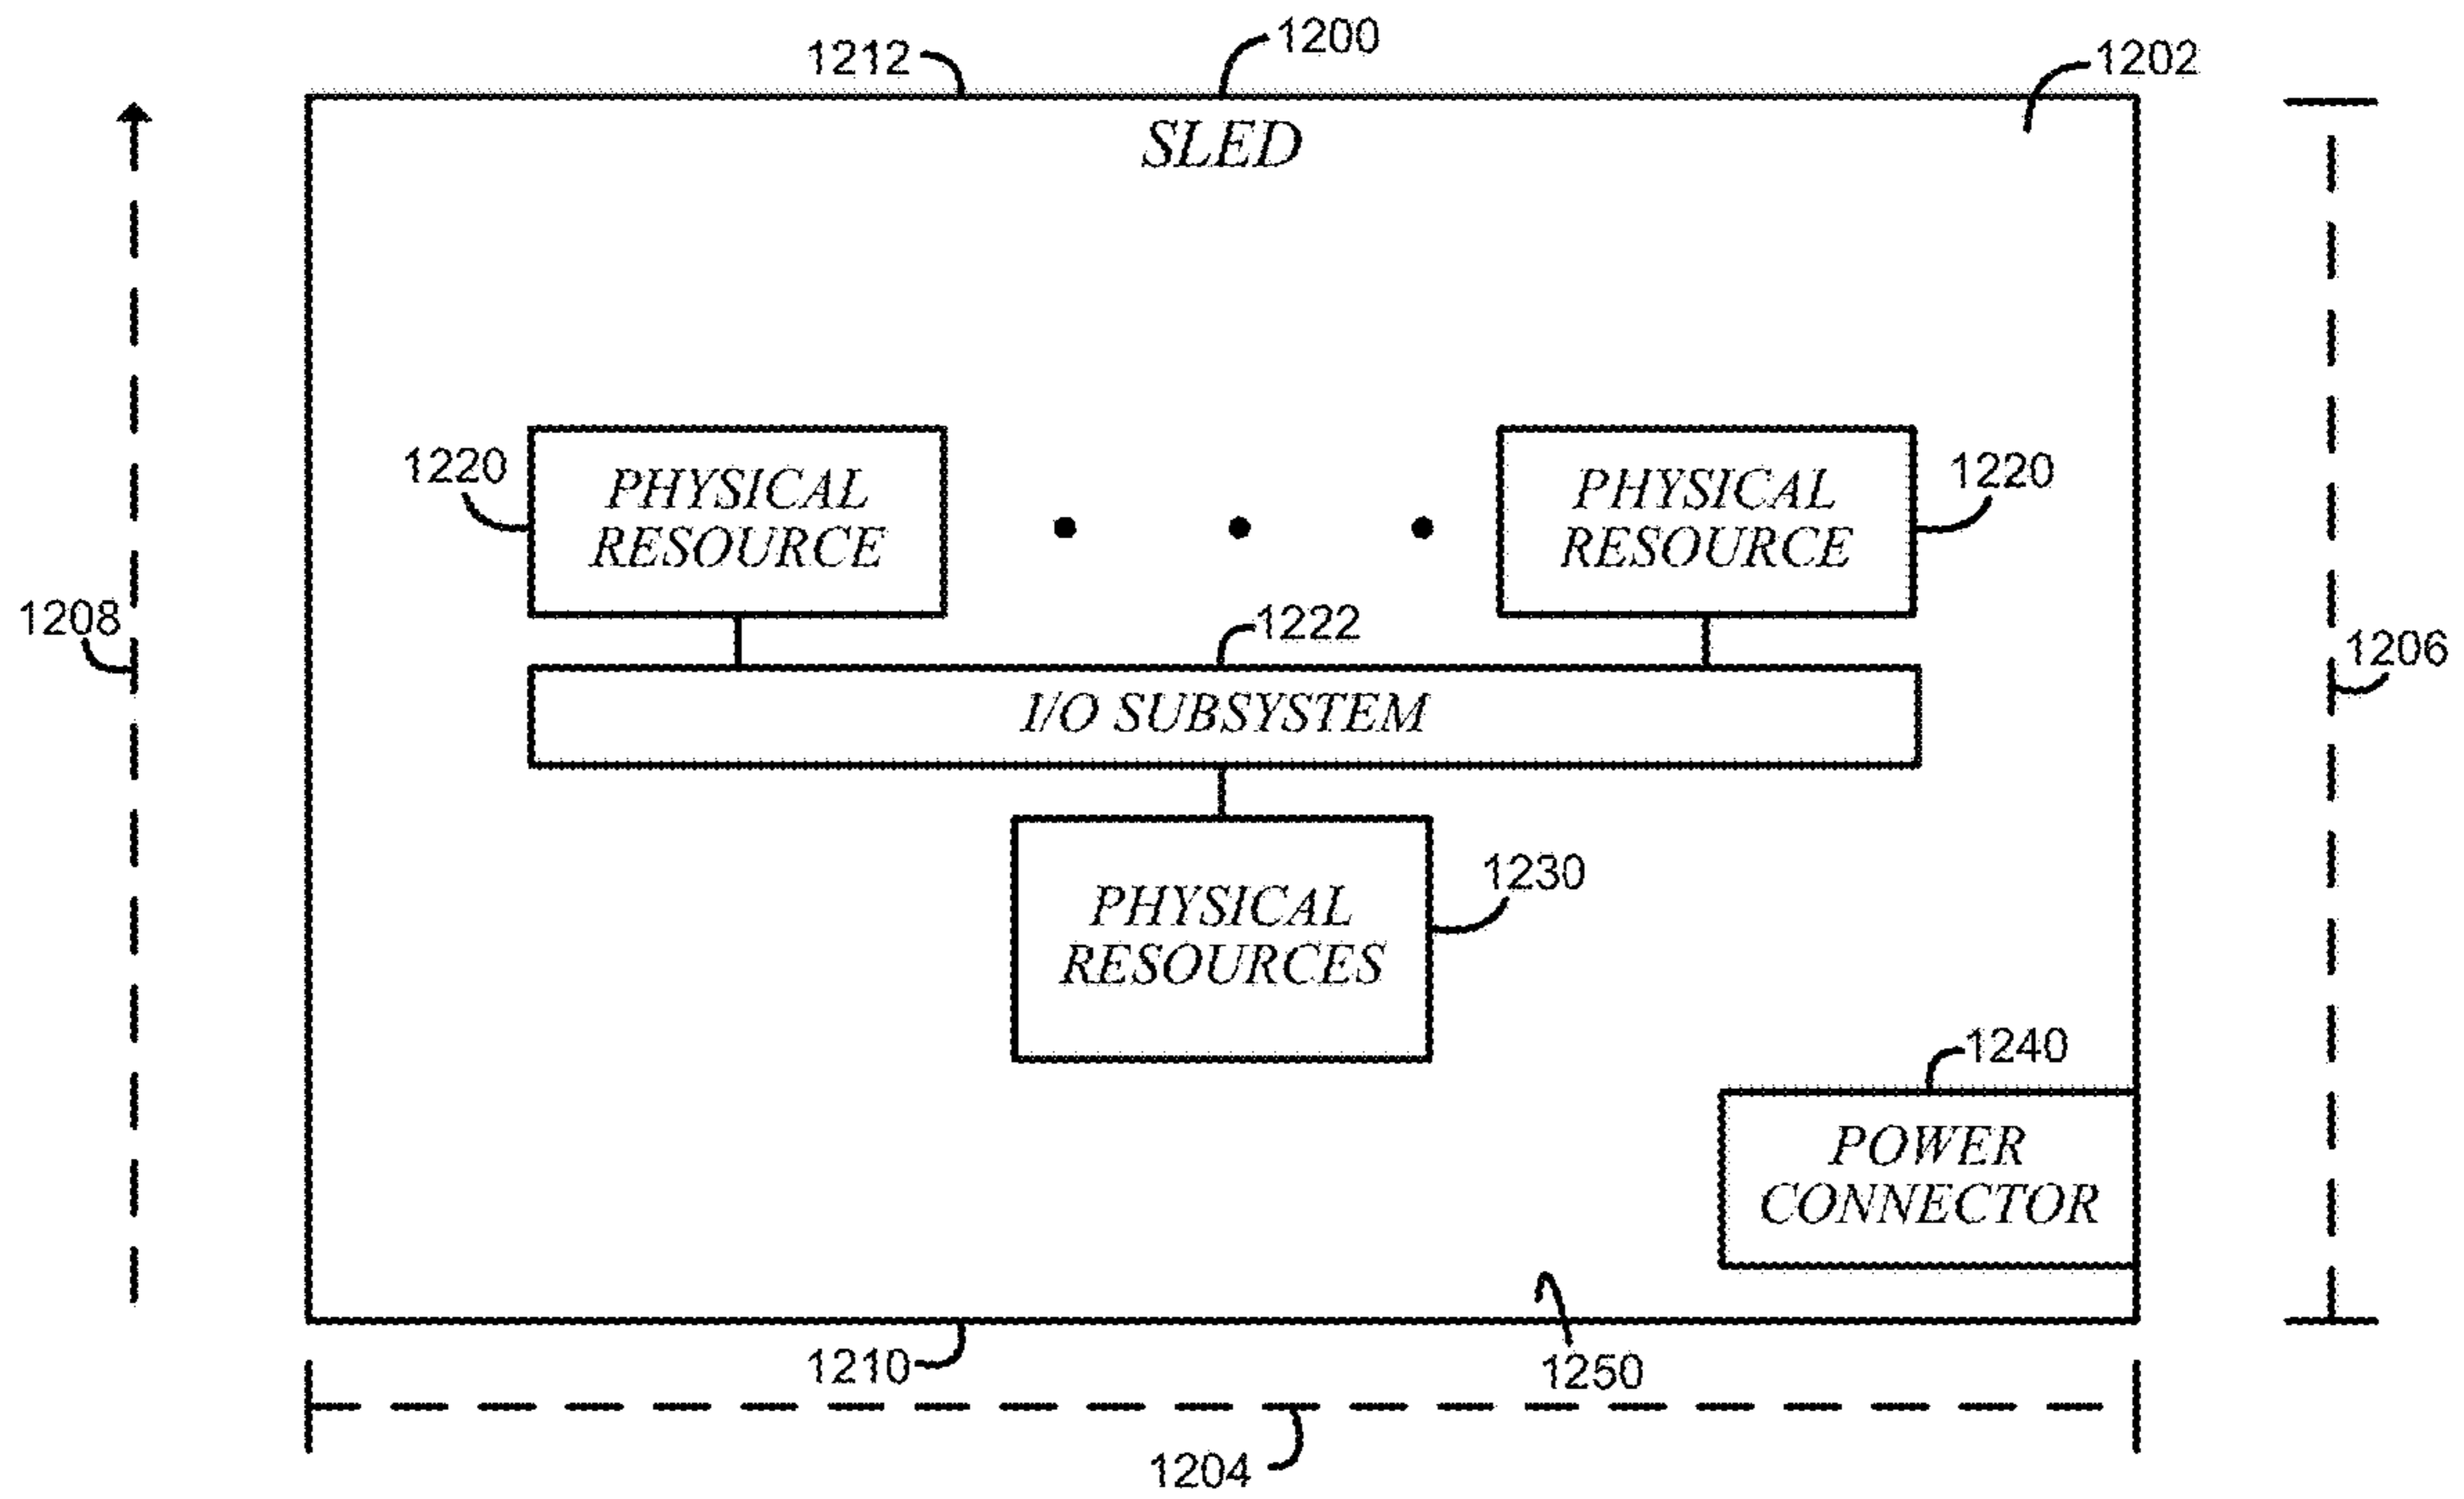 1212
1200
1202
SLED
1220
PHYSICAL
RESOURCE
PHYSICAL
RESOURCE
1220
1208
1222
1206
I/O SUBSYSTEM
1230
PHYSICAL
RESOURCES
1240
POWER
CONNECTOR
1210
1250
1204